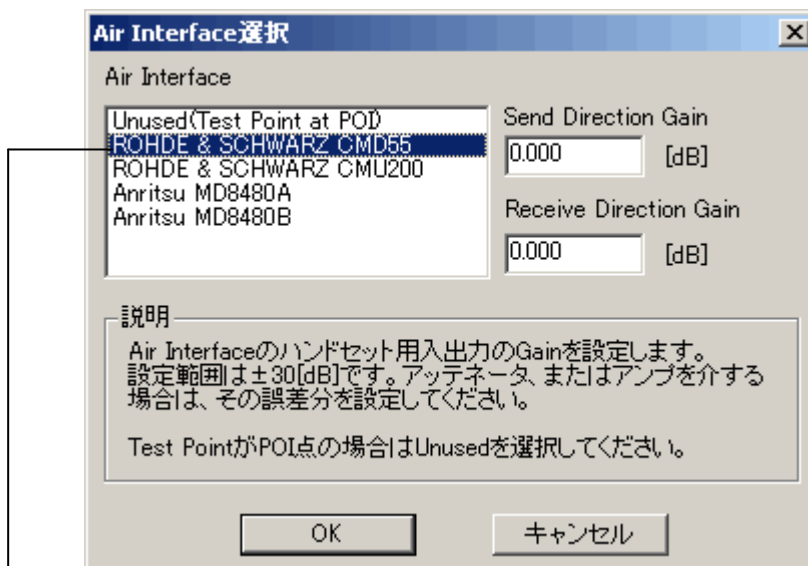 Air Interface選択
Air Interface
Unused(Test Point at POI)
ROHDE & SCHWARZ CMD55
ROHDE & SCHWARZ CMU200
Anritsu MD8480A
Anritsu MD8480B
Send Direction Gain
0.000 [dB]
Receive Direction Gain
0.000 [dB]
説明
Air Interfaceのハンドセット用入出力のGainを設定します。
設定範囲は±30[dB]です。アッテネータ、またはアンプを介する
場合は、その誤差分を設定してください。
Test PointがPOI点の場合はUnusedを選択してください。
OK キャンセル